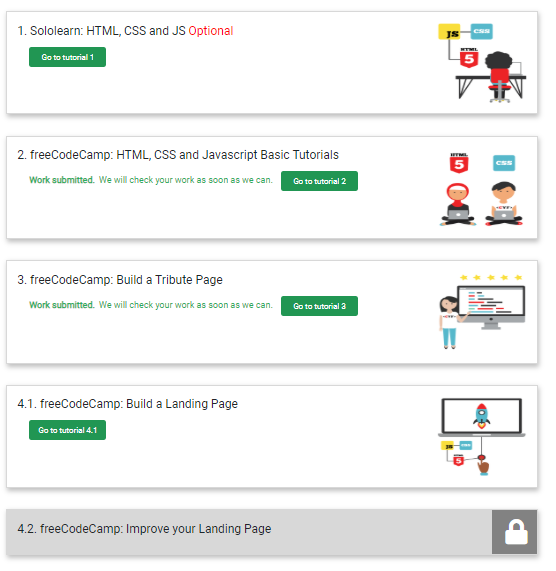 1. Sololearn: HTML, CSS and JS Optional
Go to tutorial 1
JS
CSS
HTML
5
2. freeCodeCamp: HTML, CSS and Javascript Basic Tutorials
Work submitted. We will check your work as soon as we can.
Go to tutorial 2
HTML
5
CSS
3. freeCodeCamp: Build a Tribute Page
Work submitted. We will check your work as soon as we can.
Go to tutorial 3
4.1. freeCodeCamp: Build a Landing Page
Go to tutorial 4.1
JS
CSS
HTML
5
4.2. freeCodeCamp: Improve your Landing Page